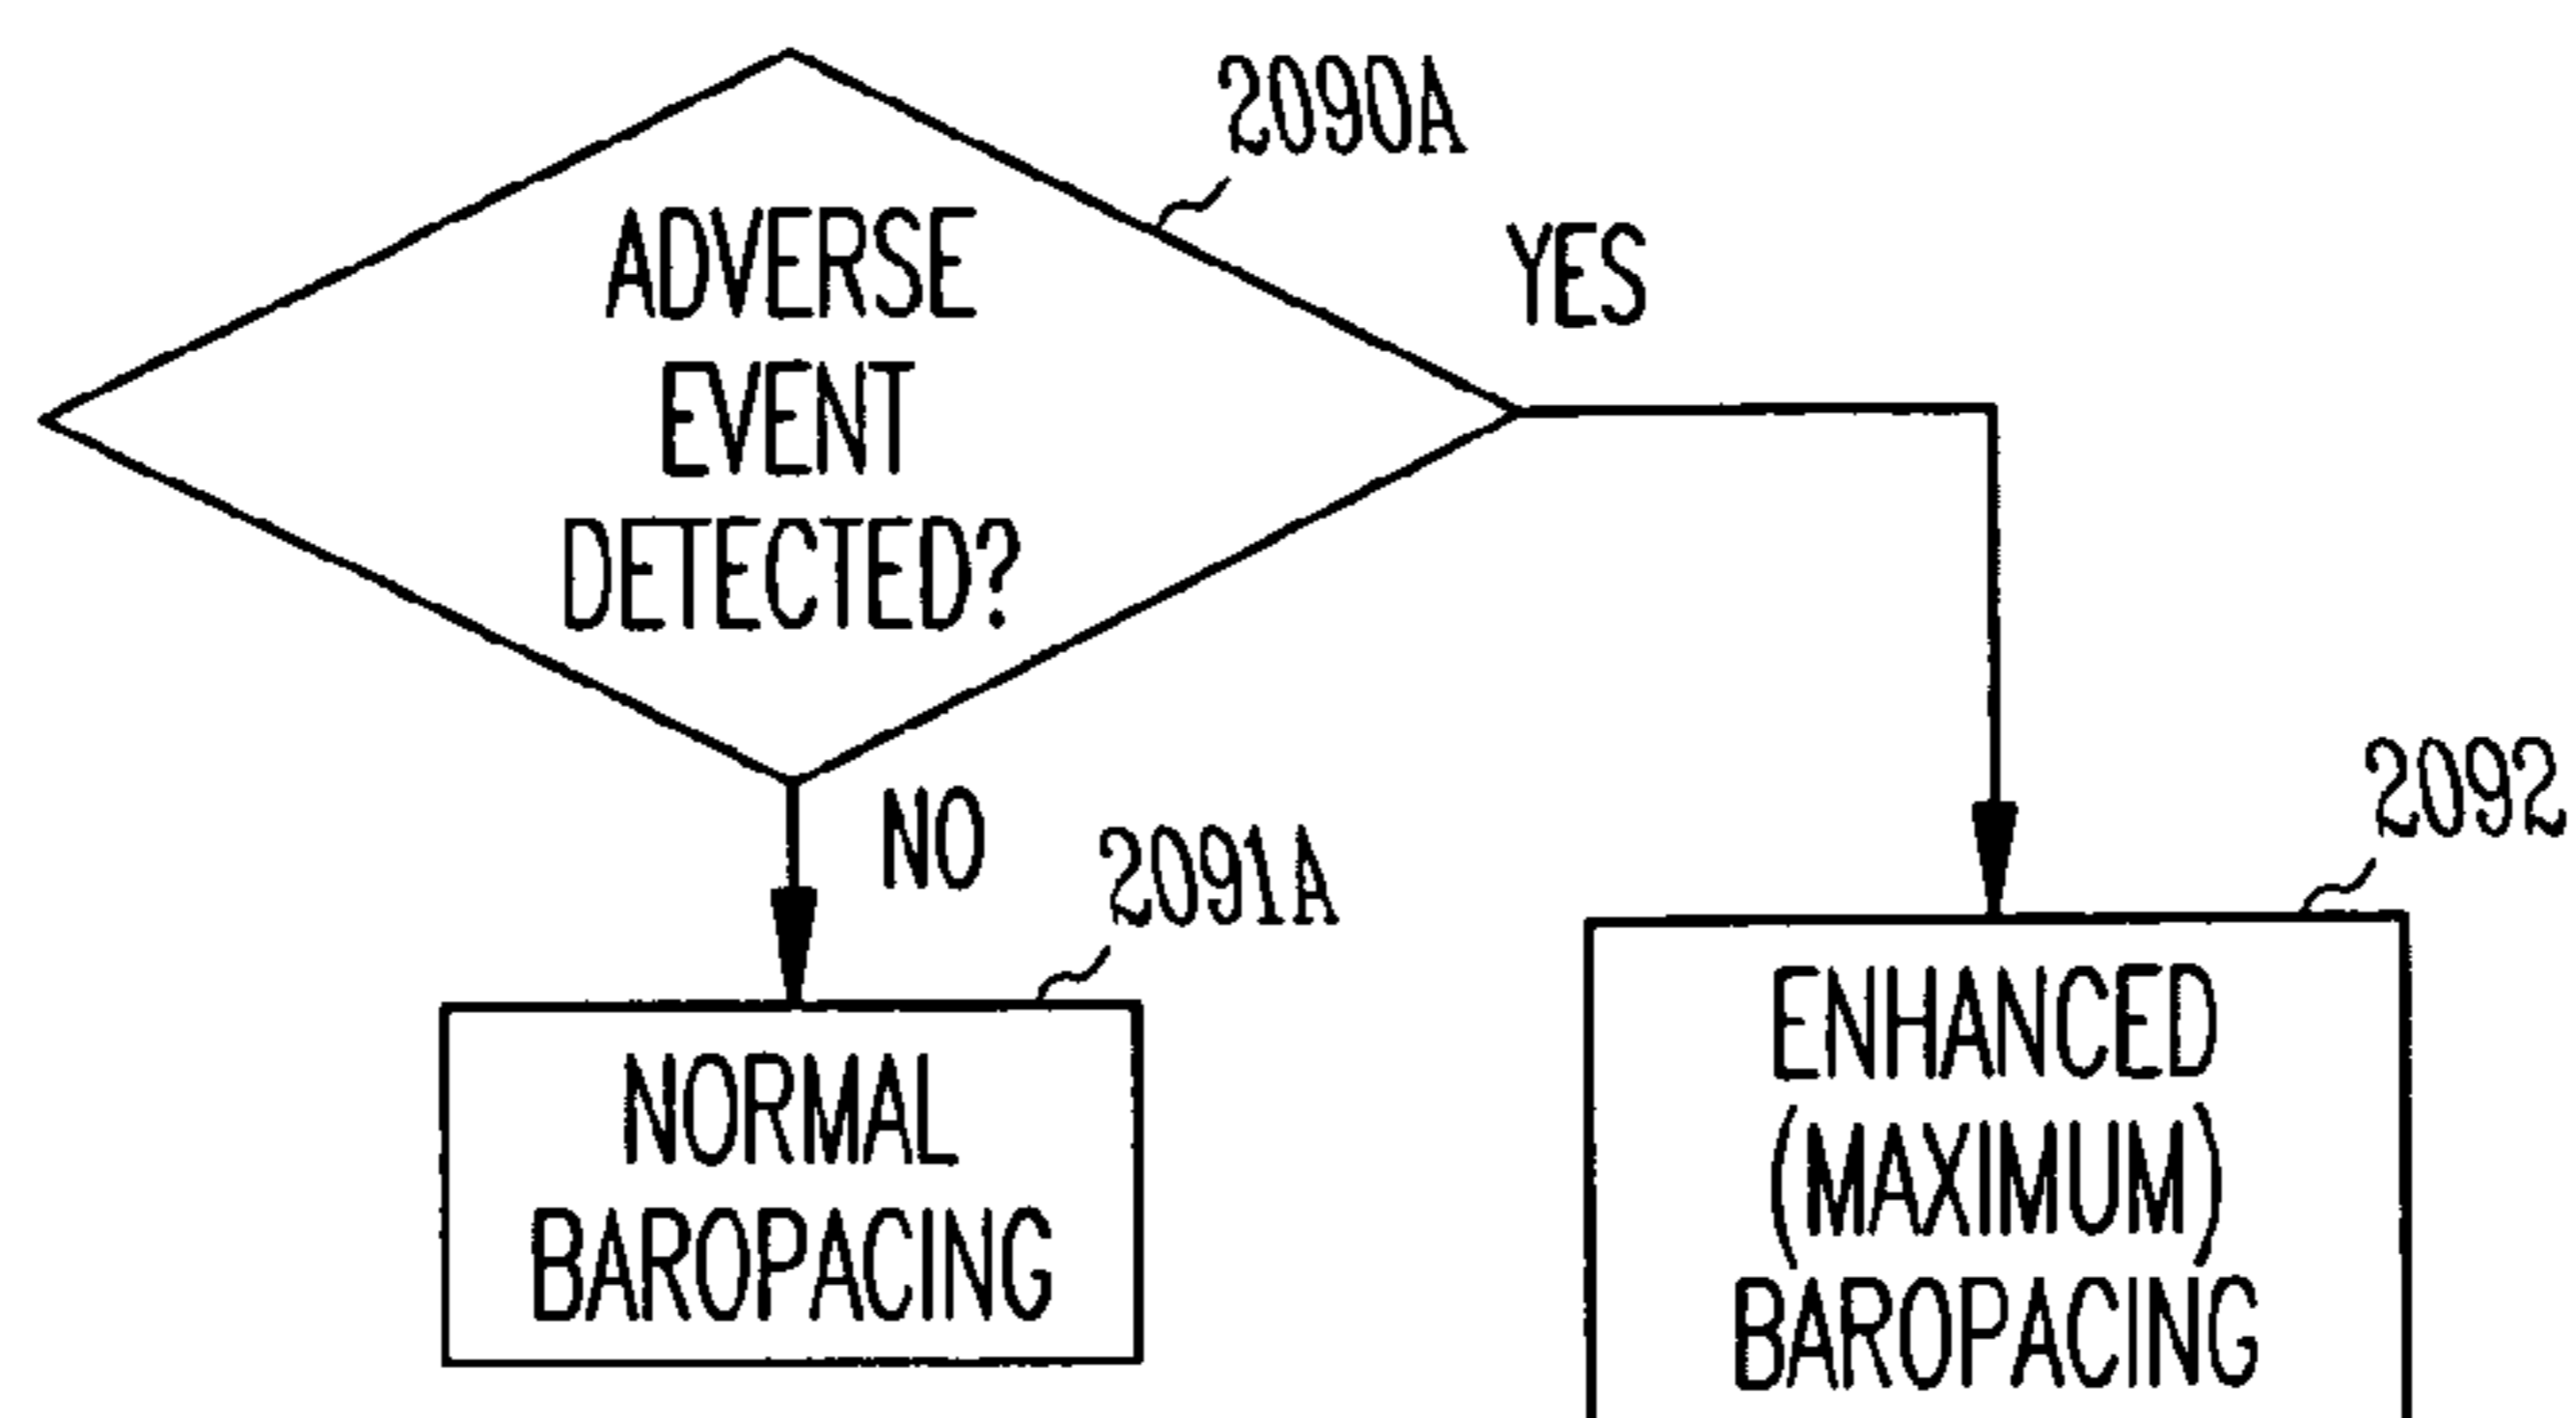 2090A
ADVERSE
EVENT
DETECTED?
YES
NO
2091A
NORMAL
BAROPACING
2092
ENHANCED
(MAXIMUM)
BAROPACING